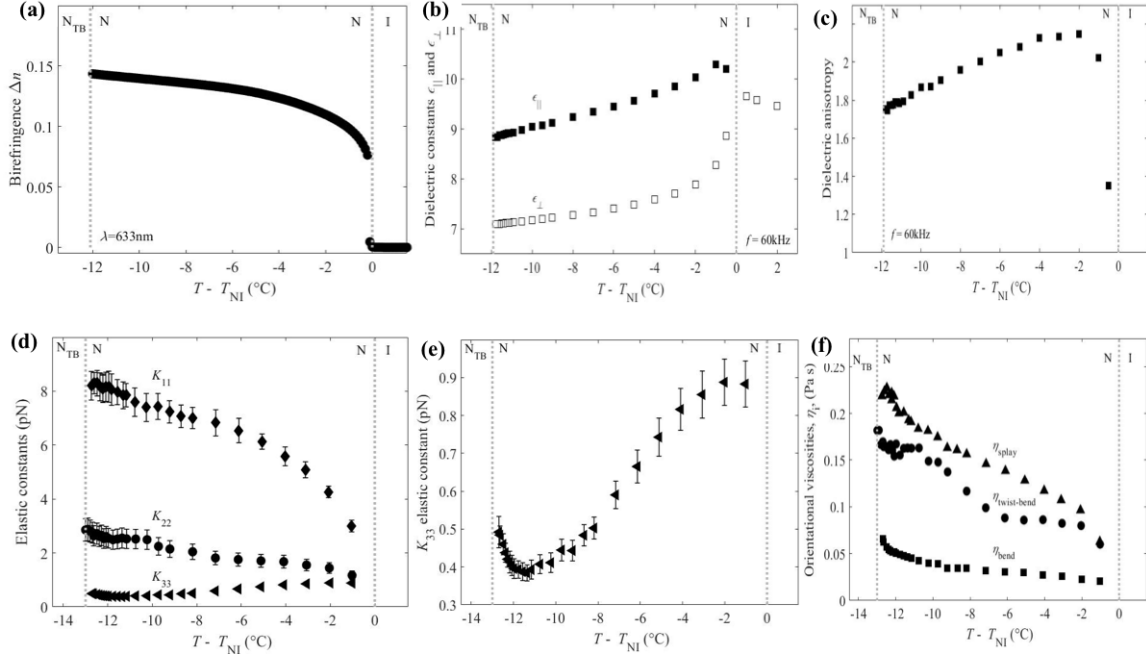 (a)
N_TB N N I
Birefringence Δn
0.15
0.1
0.05
0
λ=633nm
-12 -10 -8 -6 -4 -2 0
T - T_NI (°C)
(b)
N_TB N N I
Dielectric constants ϵ_|| and ϵ_⊥
11
10
9
8
7
ϵ_||
ϵ_⊥
f = 60kHz
-12 -10 -8 -6 -4 -2 0 2
T - T_NI (°C)
(c)
N_TB N N I
Dielectric anisotropy
2.2
2
1.8
1.6
1.4
1.2
1
f = 60kHz
-12 -10 -8 -6 -4 -2 0
T - T_NI (°C)
(d)
N_TB N N I
Elastic constants (pN)
8
6
4
2
0
K_11
K_22
K_33
-14 -12 -10 -8 -6 -4 -2 0
T - T_NI (°C)
(e)
N_TB N N I
K_33 elastic constant (pN)
1
0.9
0.8
0.7
0.6
0.5
0.4
0.3
-14 -12 -10 -8 -6 -4 -2 0
T - T_NI (°C)
(f)
N_TB N N I
Orientational viscosities, η_i, (Pa s)
0.25
0.2
0.15
0.1
0.05
0
η_splay
η_twist-bend
η_bend
-14 -12 -10 -8 -6 -4 -2 0
T - T_NI (°C)